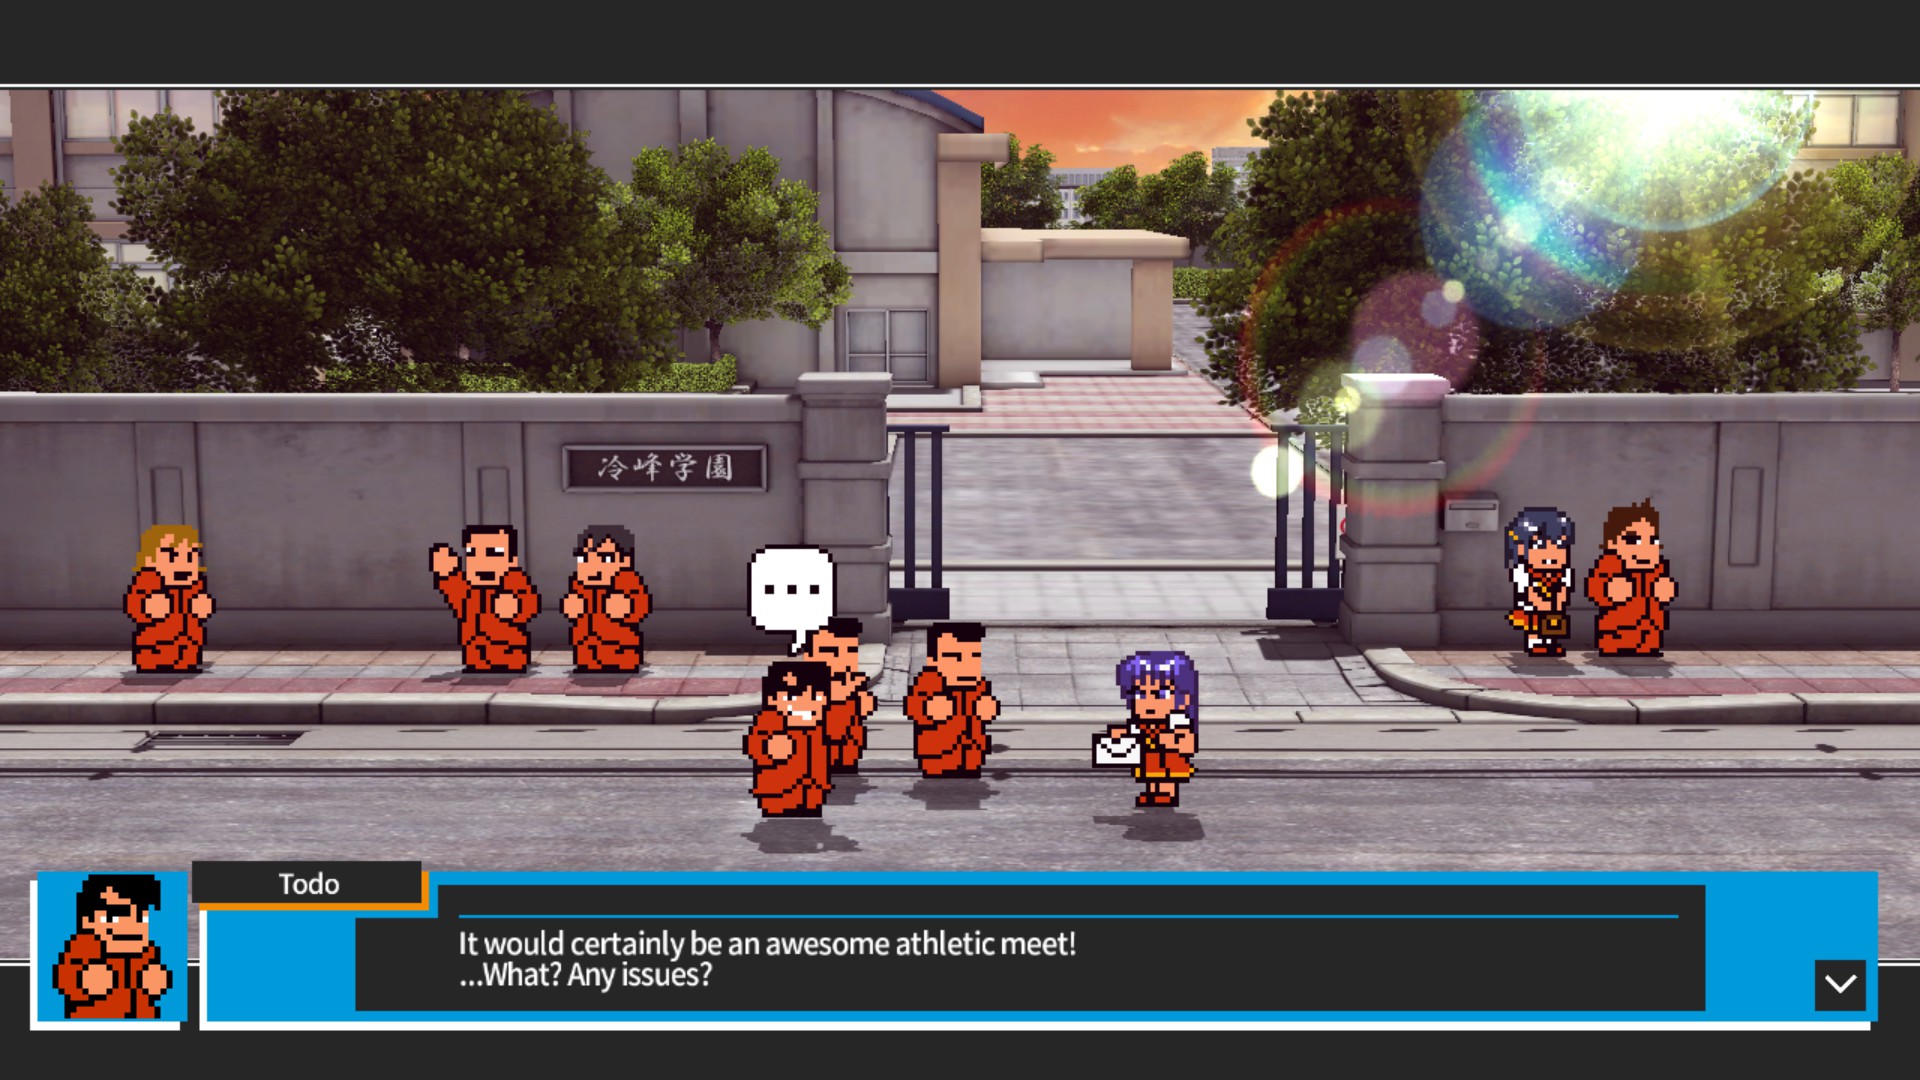 冷峰学園
...
Todo
It would certainly be an awesome athletic meet!
...What? Any issues?